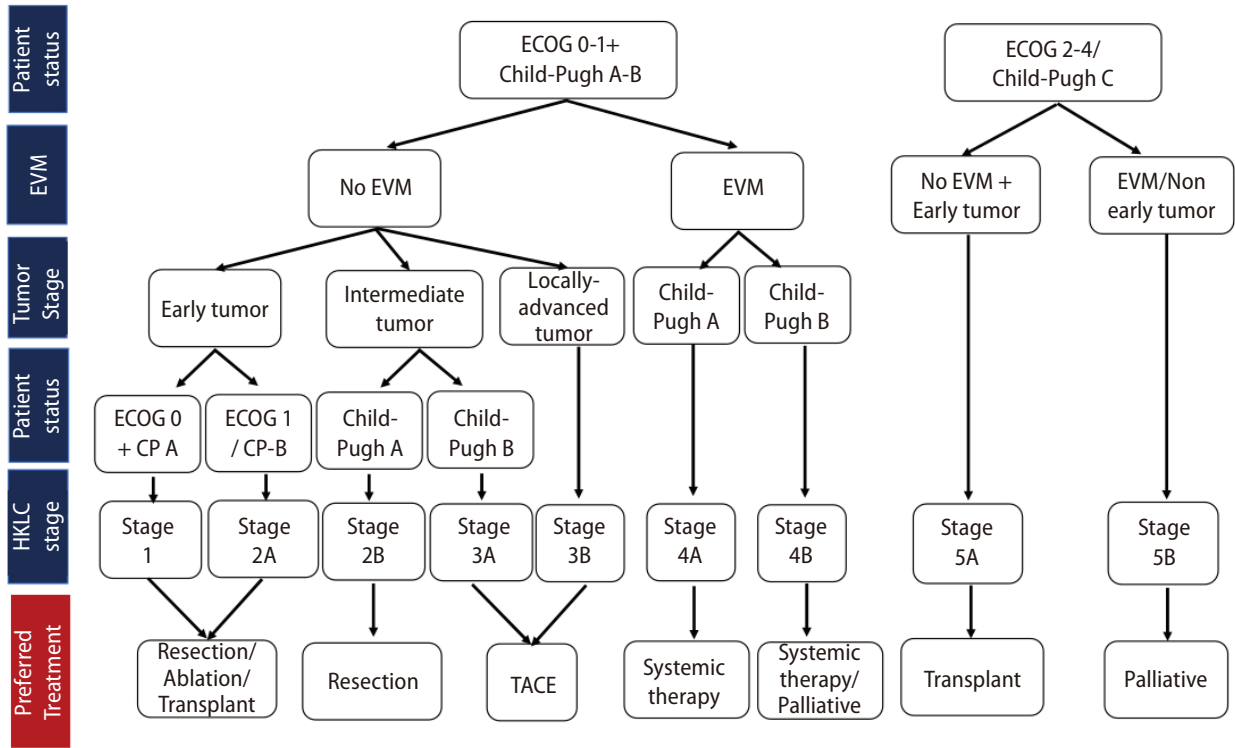 Patient
status
ECOG 0-1+
Child-Pugh A-B
ECOG 2-4/
Child-Pugh C
EVM
No EVM
EVM
No EVM +
Early tumor
EVM/Non
early tumor
Tumor
Stage
Early tumor
Intermediate
tumor
Locally-
advanced
tumor
Child-
Pugh A
Child-
Pugh B
Patient
status
ECOG 0
+ CP A
ECOG 1
/ CP-B
Child-
Pugh A
Child-
Pugh B
HKLC
stage
Stage
1
Stage
2A
Stage
2B
Stage
3A
Stage
3B
Stage
4A
Stage
4B
Stage
5A
Stage
5B
Preferred
Treatment
Resection/
Ablation/
Transplant
Resection
TACE
Systemic
therapy
Systemic
therapy/
Palliative
Transplant
Palliative